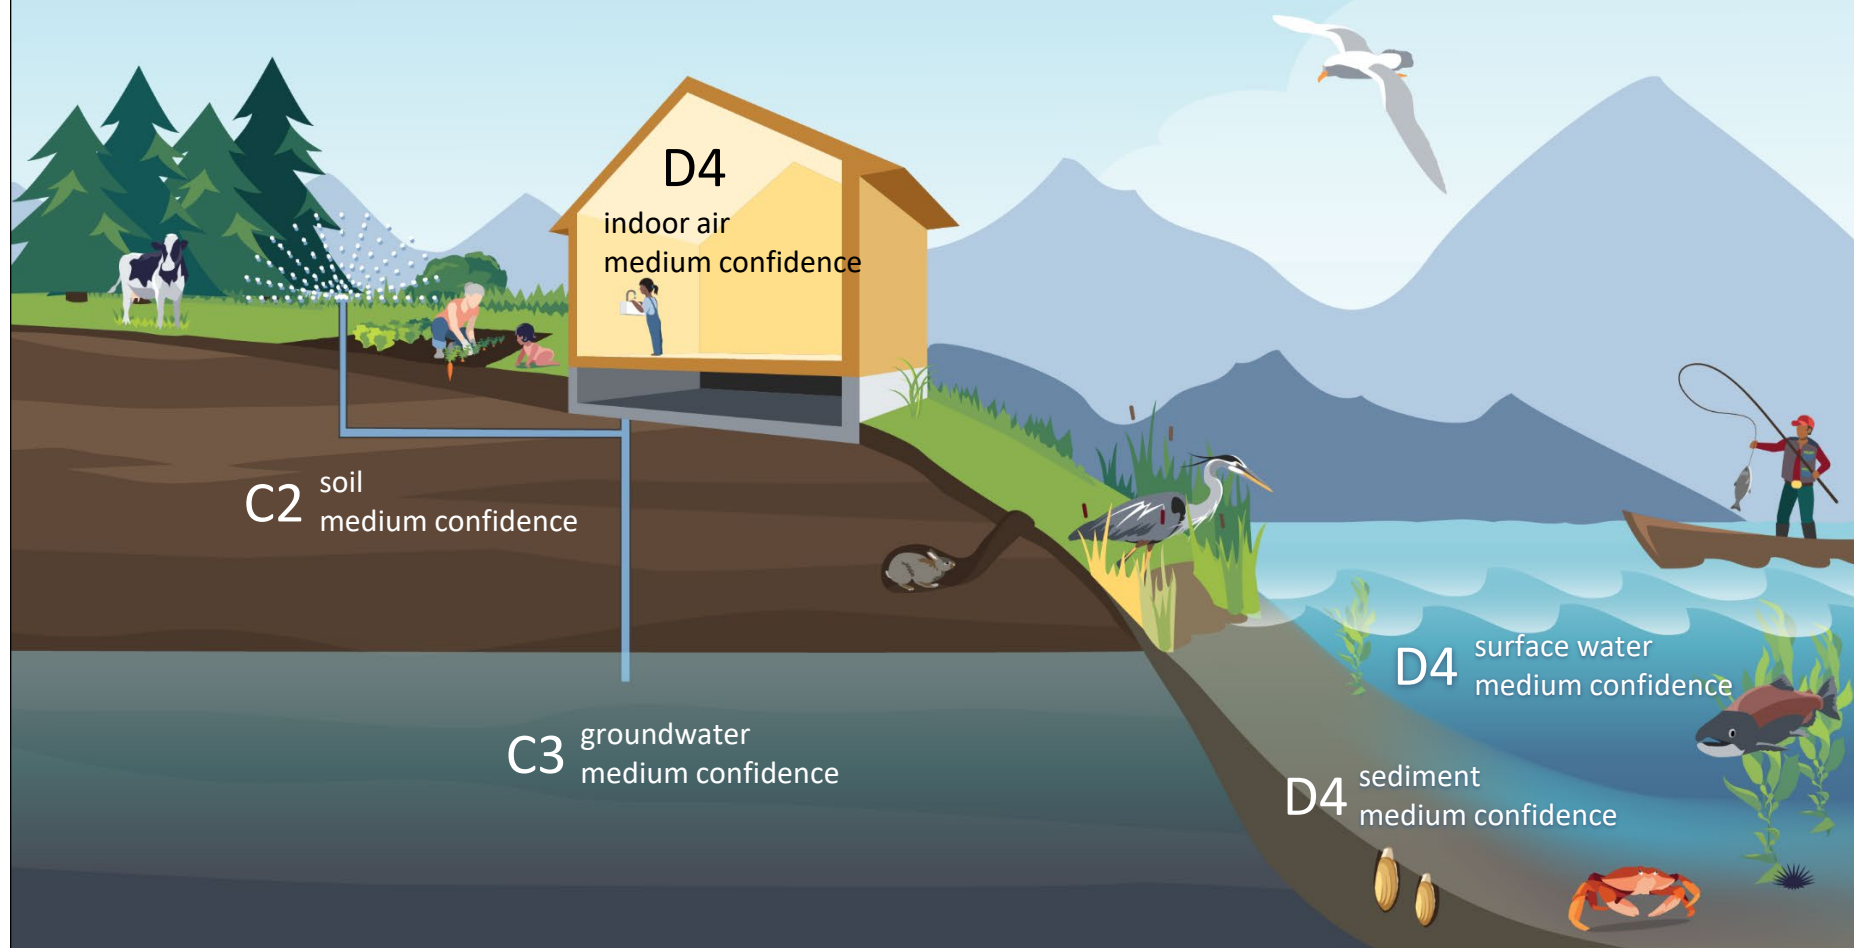 D4
indoor air
medium confidence
C2
soil
medium confidence
D4
surface water
medium confidence
C3
groundwater
medium confidence
D4
sediment
medium confidence